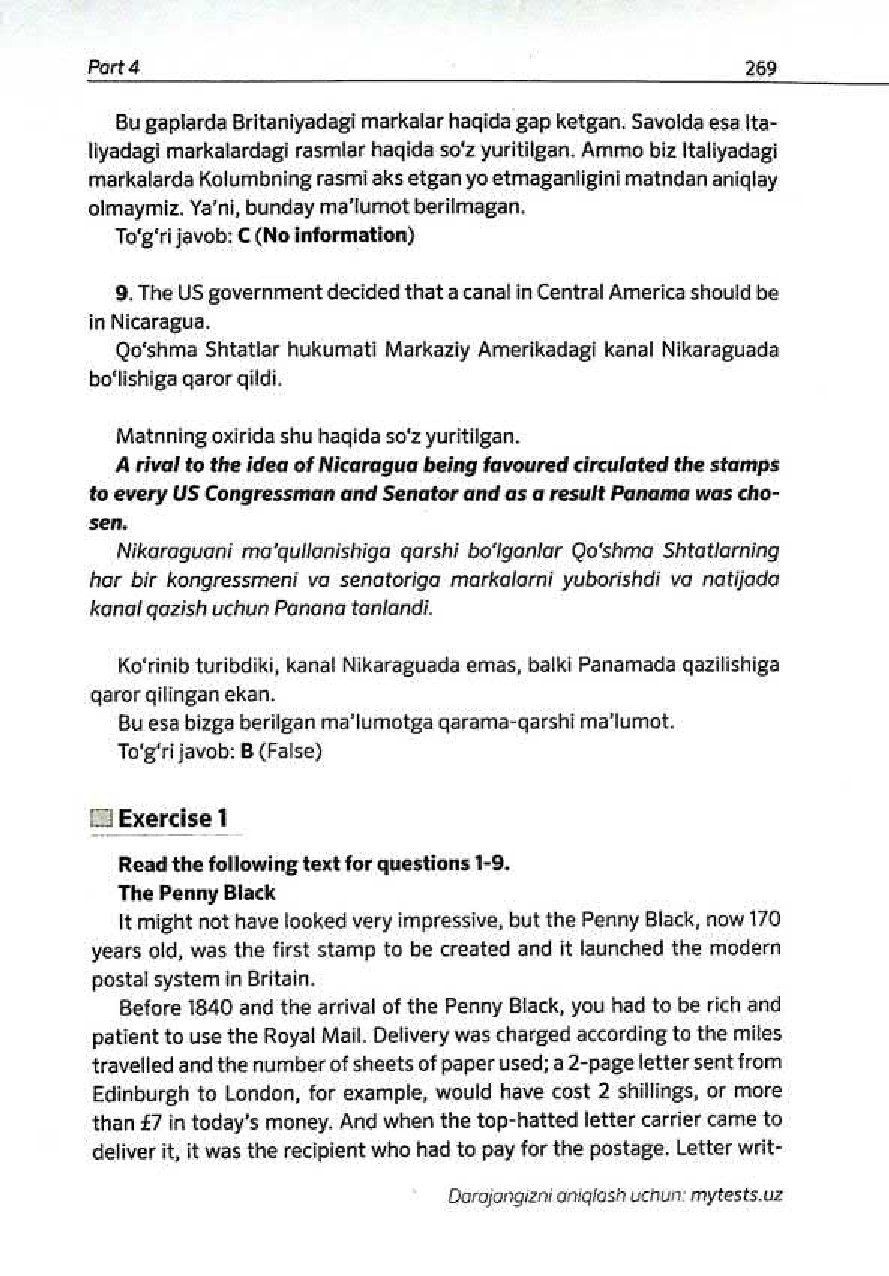 Part 4 269
Bu gaplarda Britaniyadagi markalar haqida gap ketgan. Savolda esa Ita-
liyadagi markalardagi rasmlar haqida so'z yuritilgan. Ammo biz Italiyadagi
markalarda Kolumbning rasmi aks etgan yo etmaganligini matndan aniqlay
olmaymiz. Ya'ni, bunday ma'lumot berilmagan.
To'g'ri javob: C (No information)
9. The US government decided that a canal in Central America should be
in Nicaragua.
Qo'shma Shtatlar hukumati Markaziy Amerikadagi kanal Nikaraguada
bo'lishiga qaror qildi.
Matnning oxirida shu haqida so'z yuritilgan.
A rival to the idea of Nicaragua being favoured circulated the stamps
to every US Congressman and Senator and as a result Panama was cho-
sen.
Nikaraguani ma'qullanishiga qarshi bo'lganlar Qo'shma Shtatlarning
har bir kongressmeni va senatoriga markalarni yuborishdi va natijada
kanal qazish uchun Panana tanlandi.
Ko'rinib turibdiki, kanal Nikaraguada emas, balki Panamada qazilishiga
qaror qilingan ekan.
Bu esa bizga berilgan ma'lumotga qarama-qarshi ma'lumot.
To'g'ri javob: B (False)
Exercise 1
Read the following text for questions 1-9.
The Penny Black
It might not have looked very impressive, but the Penny Black, now 170
years old, was the first stamp to be created and it launched the modern
postal system in Britain.
Before 1840 and the arrival of the Penny Black, you had to be rich and
patient to use the Royal Mail. Delivery was charged according to the miles
travelled and the number of sheets of paper used; a 2-page letter sent from
Edinburgh to London, for example, would have cost 2 shillings, or more
than £7 in today's money. And when the top-hatted letter carrier came to
deliver it, it was the recipient who had to pay for the postage. Letter writ-
Darajangizni aniqlash uchun: mytests.uz